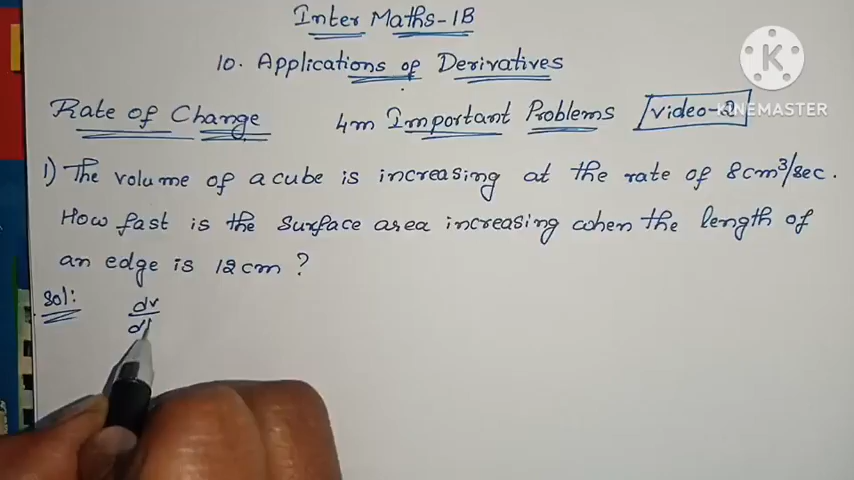 Inter Maths-1B
10. Applications of Derivatives
Rate of Change 4m Important Problems video-2
KINEMASTER
1) The volume of a cube is increasing at the rate of 8cm³/sec.
How fast is the surface area increasing when the length of
an edge is 12cm?
Sol: dv